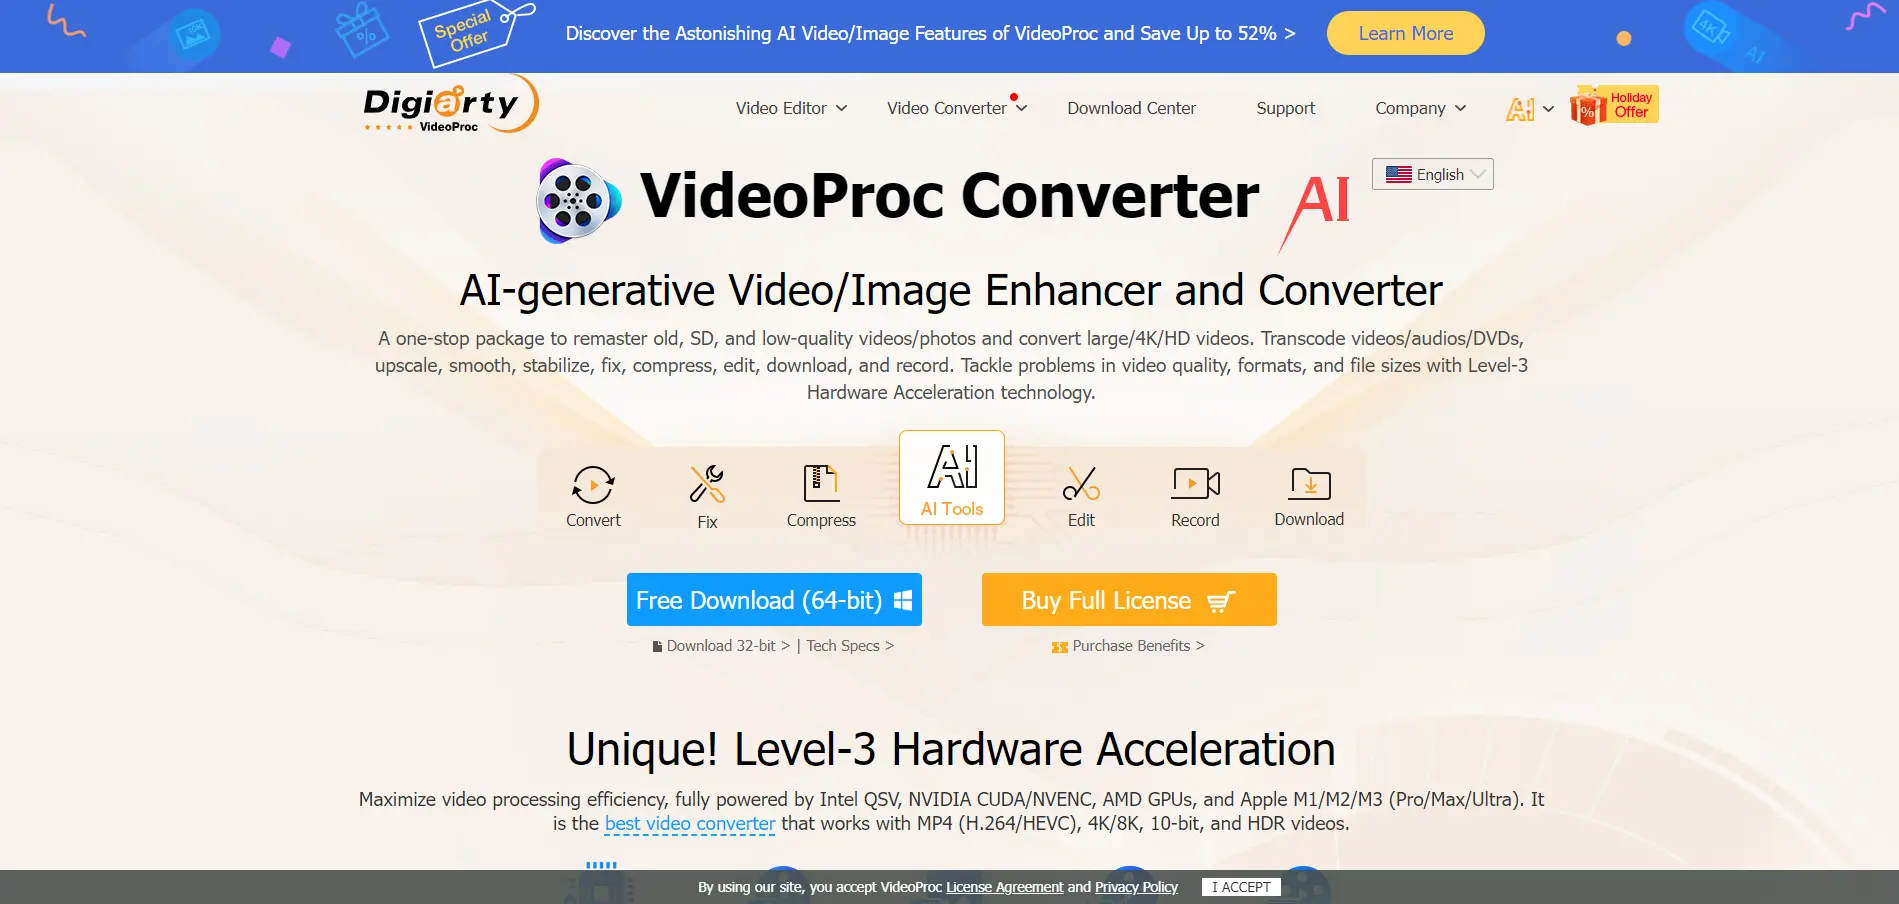 Special
Offer
Discover the Astonishing AI Video/Image Features of VideoProc and Save Up to 52% >
Learn More
4K
AI
Digiarty
VideoProc
Video Editor
Video Converter
Download Center
Support
Company
AI
%
Holiday
Offer
VideoProc Converter AI
English
AI-generative Video/Image Enhancer and Converter
A one-stop package to remaster old, SD, and low-quality videos/photos and convert large/4K/HD videos. Transcode videos/audios/DVDs,
upscale, smooth, stabilize, fix, compress, edit, download, and record. Tackle problems in video quality, formats, and file sizes with Level-3
Hardware Acceleration technology.
AI
Convert
Fix
Compress
AI Tools
Edit
Record
Download
Free Download (64-bit)
Buy Full License
Download 32-bit > | Tech Specs >
Purchase Benefits >
Unique! Level-3 Hardware Acceleration
Maximize video processing efficiency, fully powered by Intel QSV, NVIDIA CUDA/NVENC, AMD GPUs, and Apple M1/M2/M3 (Pro/Max/Ultra). It
is the best video converter that works with MP4 (H.264/HEVC), 4K/8K, 10-bit, and HDR videos.
By using our site, you accept VideoProc License Agreement and Privacy Policy
I ACCEPT